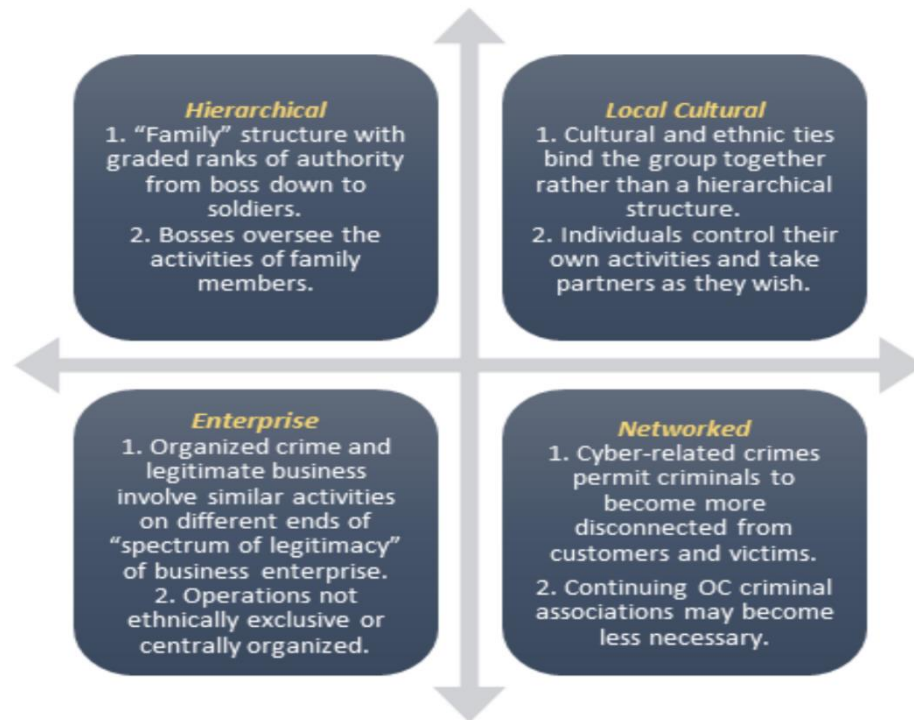 Hierarchical
1. “Family” structure with
graded ranks of authority
from boss down to
soldiers.
2. Bosses oversee the
activities of family
members.
Local Cultural
1. Cultural and ethnic ties
bind the group together
rather than a hierarchical
structure.
2. Individuals control their
own activities and take
partners as they wish.
Enterprise
1. Organized crime and
legitimate business
involve similar activities
on different ends of
“spectrum of legitimacy”
of business enterprise.
2. Operations not
ethnically exclusive or
centrally organized.
Networked
1. Cyber-related crimes
permit criminals to
become more
disconnected from
customers and victims.
2. Continuing OC criminal
associations may become
less necessary.